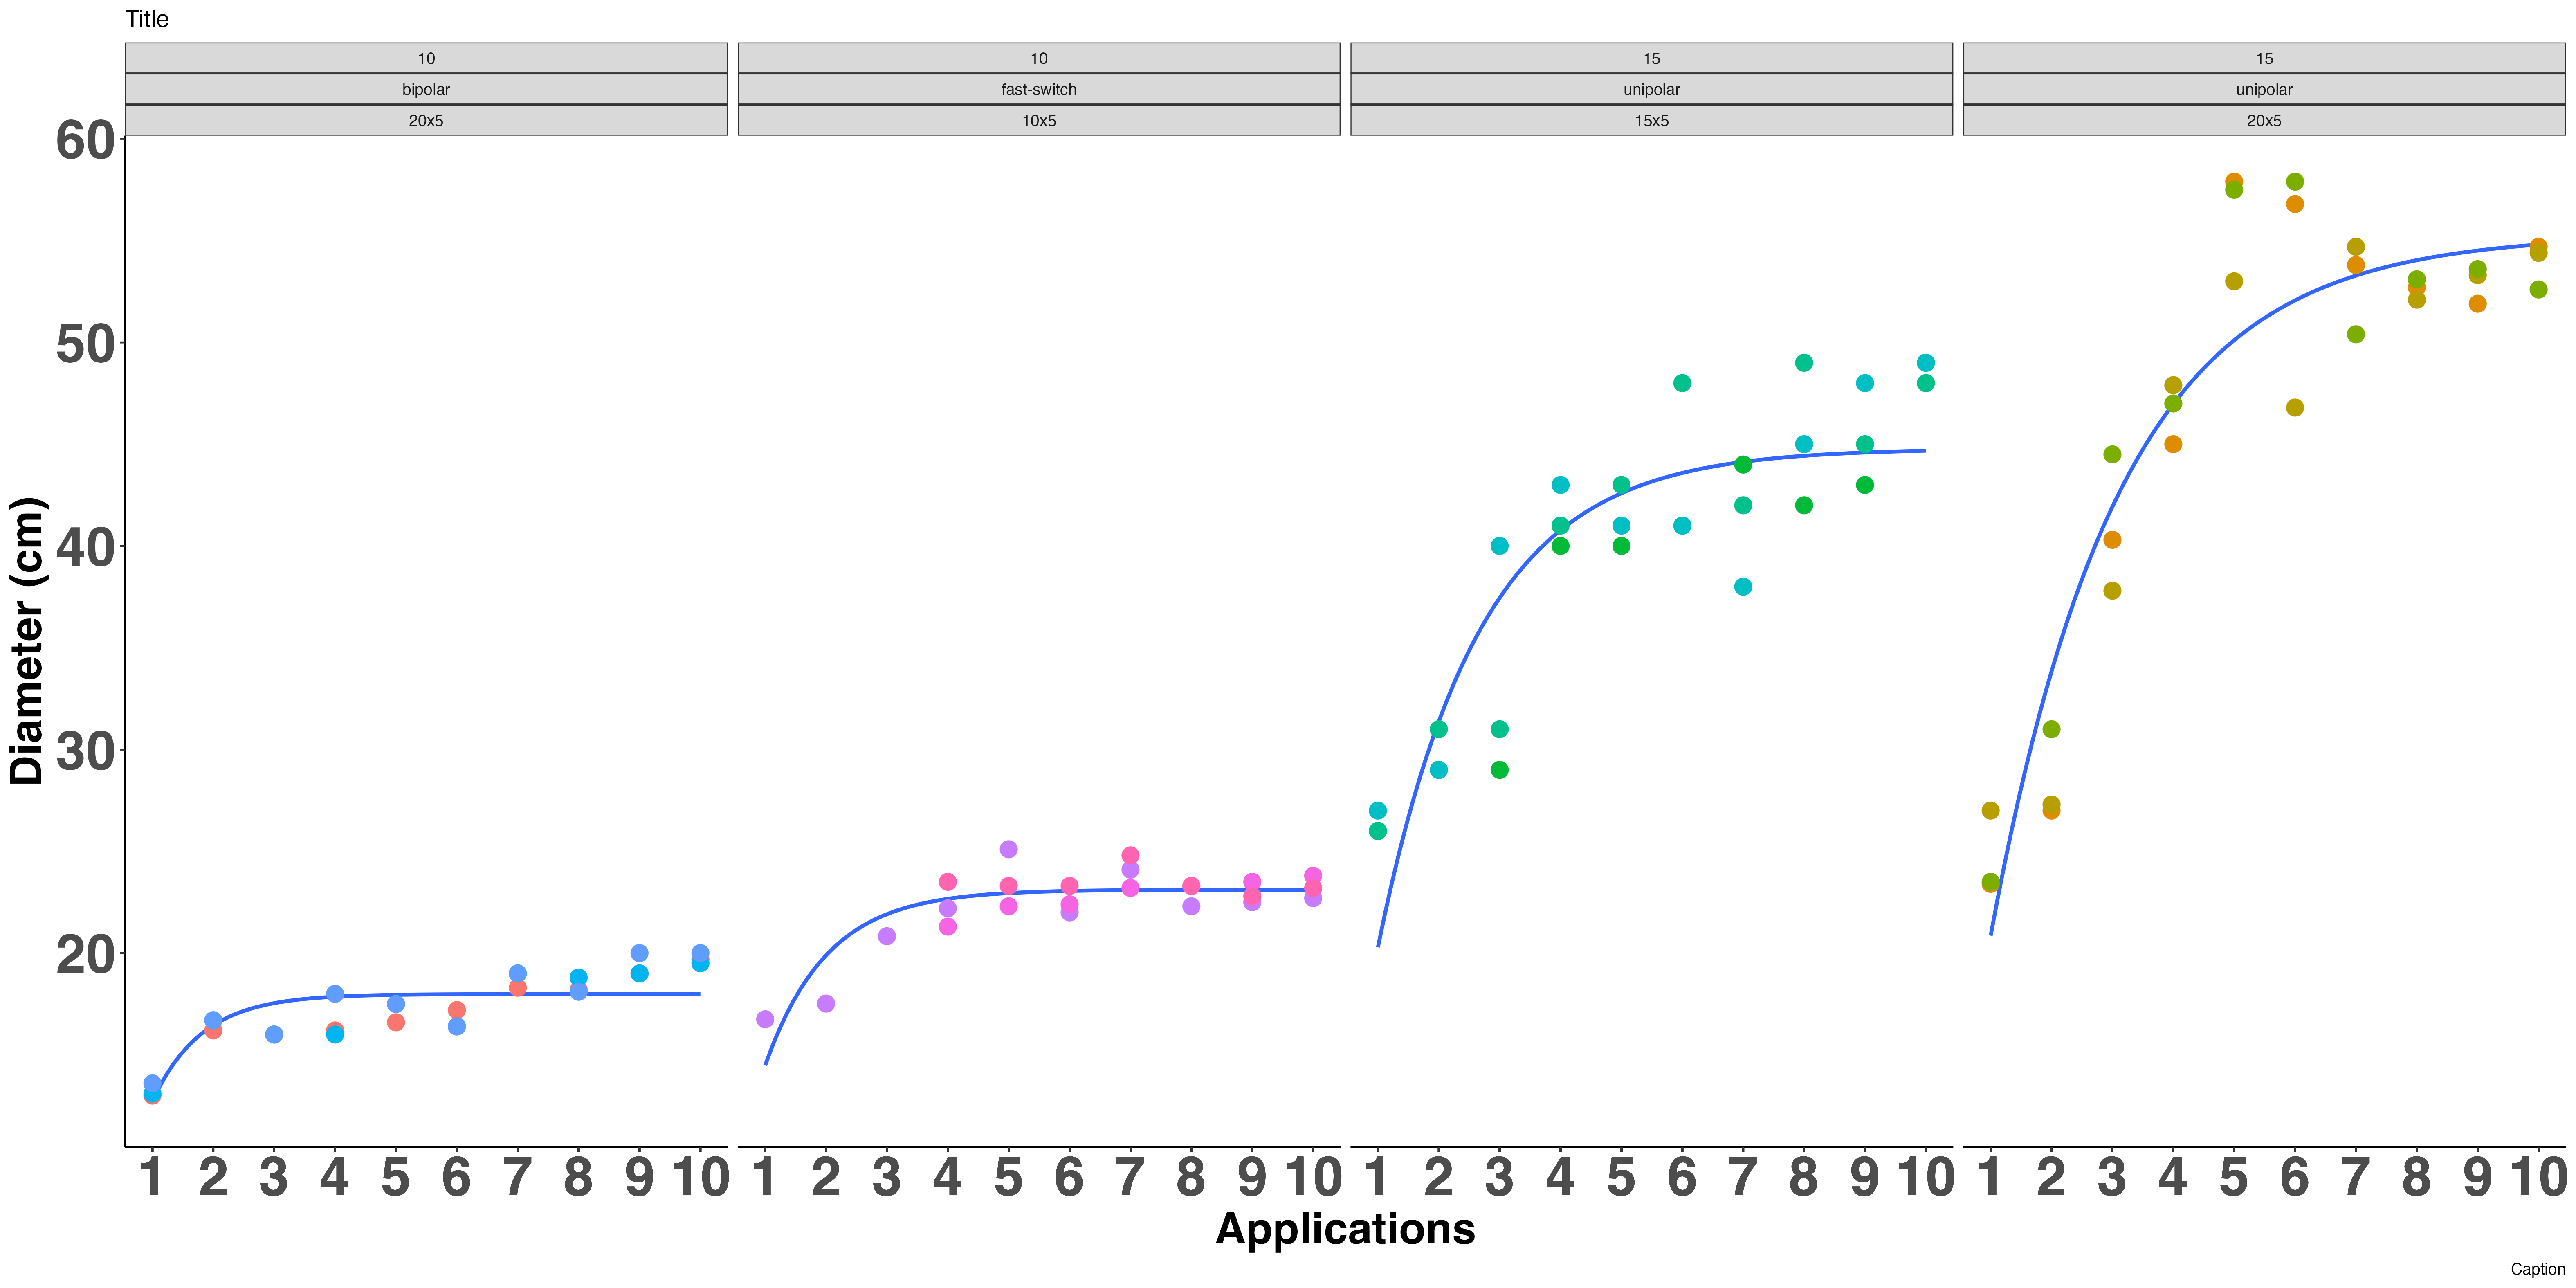 Title
10 10 15 15
bipolar fast-switch unipolar unipolar
20x5 10x5 15x5 20x5
60
50
40
30
20
Diameter (cm)
1 2 3 4 5 6 7 8 9 10 1 2 3 4 5 6 7 8 9 10 1 2 3 4 5 6 7 8 9 10 1 2 3 4 5 6 7 8 9 10
Applications
Caption